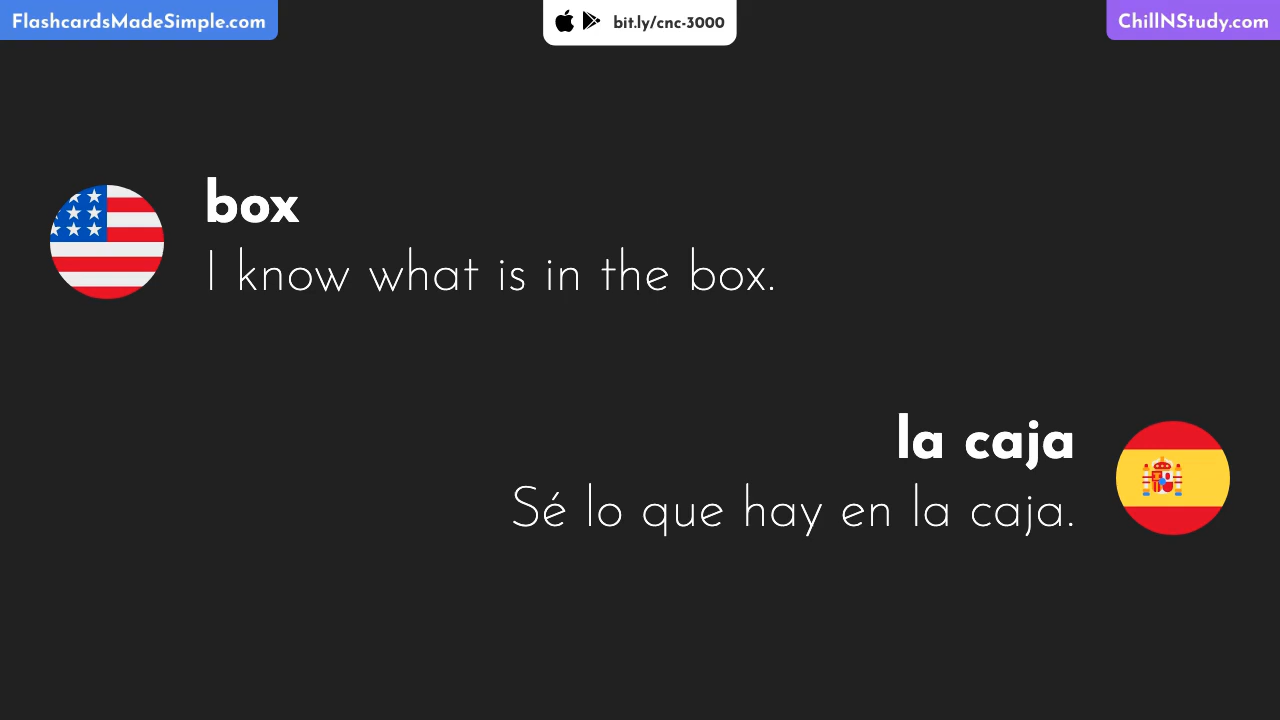 FlashcardsMadeSimple.com
bit.ly/cnc-3000
ChillNStudy.com
box
I know what is in the box.
la caja
Sé lo que hay en la caja.